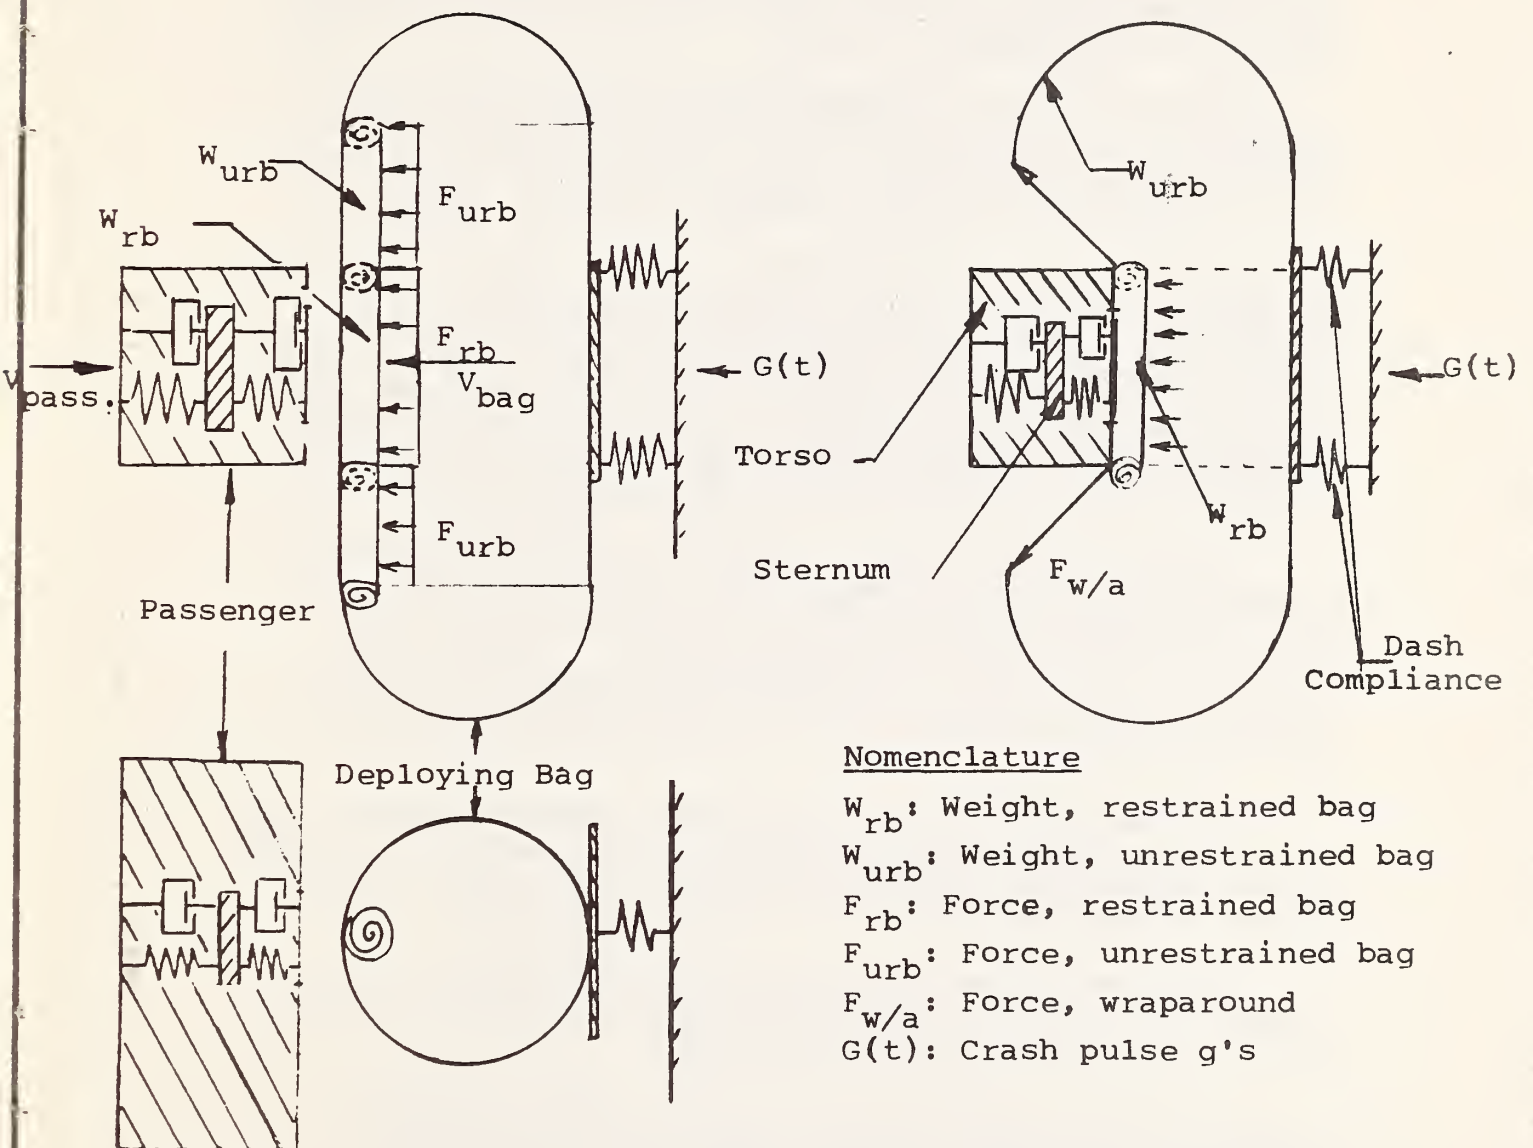 W_urb
W_rb
F_urb
F_rb
V_bag
V_pass.
G(t)
F_urb
Passenger
Deploying Bag
W_urb
G(t)
Torso
Sternum
W_rb
F_w/a
Dash
Compliance
Nomenclature
W_rb: Weight, restrained bag
W_urb: Weight, unrestrained bag
F_rb: Force, restrained bag
F_urb: Force, unrestrained bag
F_w/a: Force, wraparound
G(t): Crash pulse g's